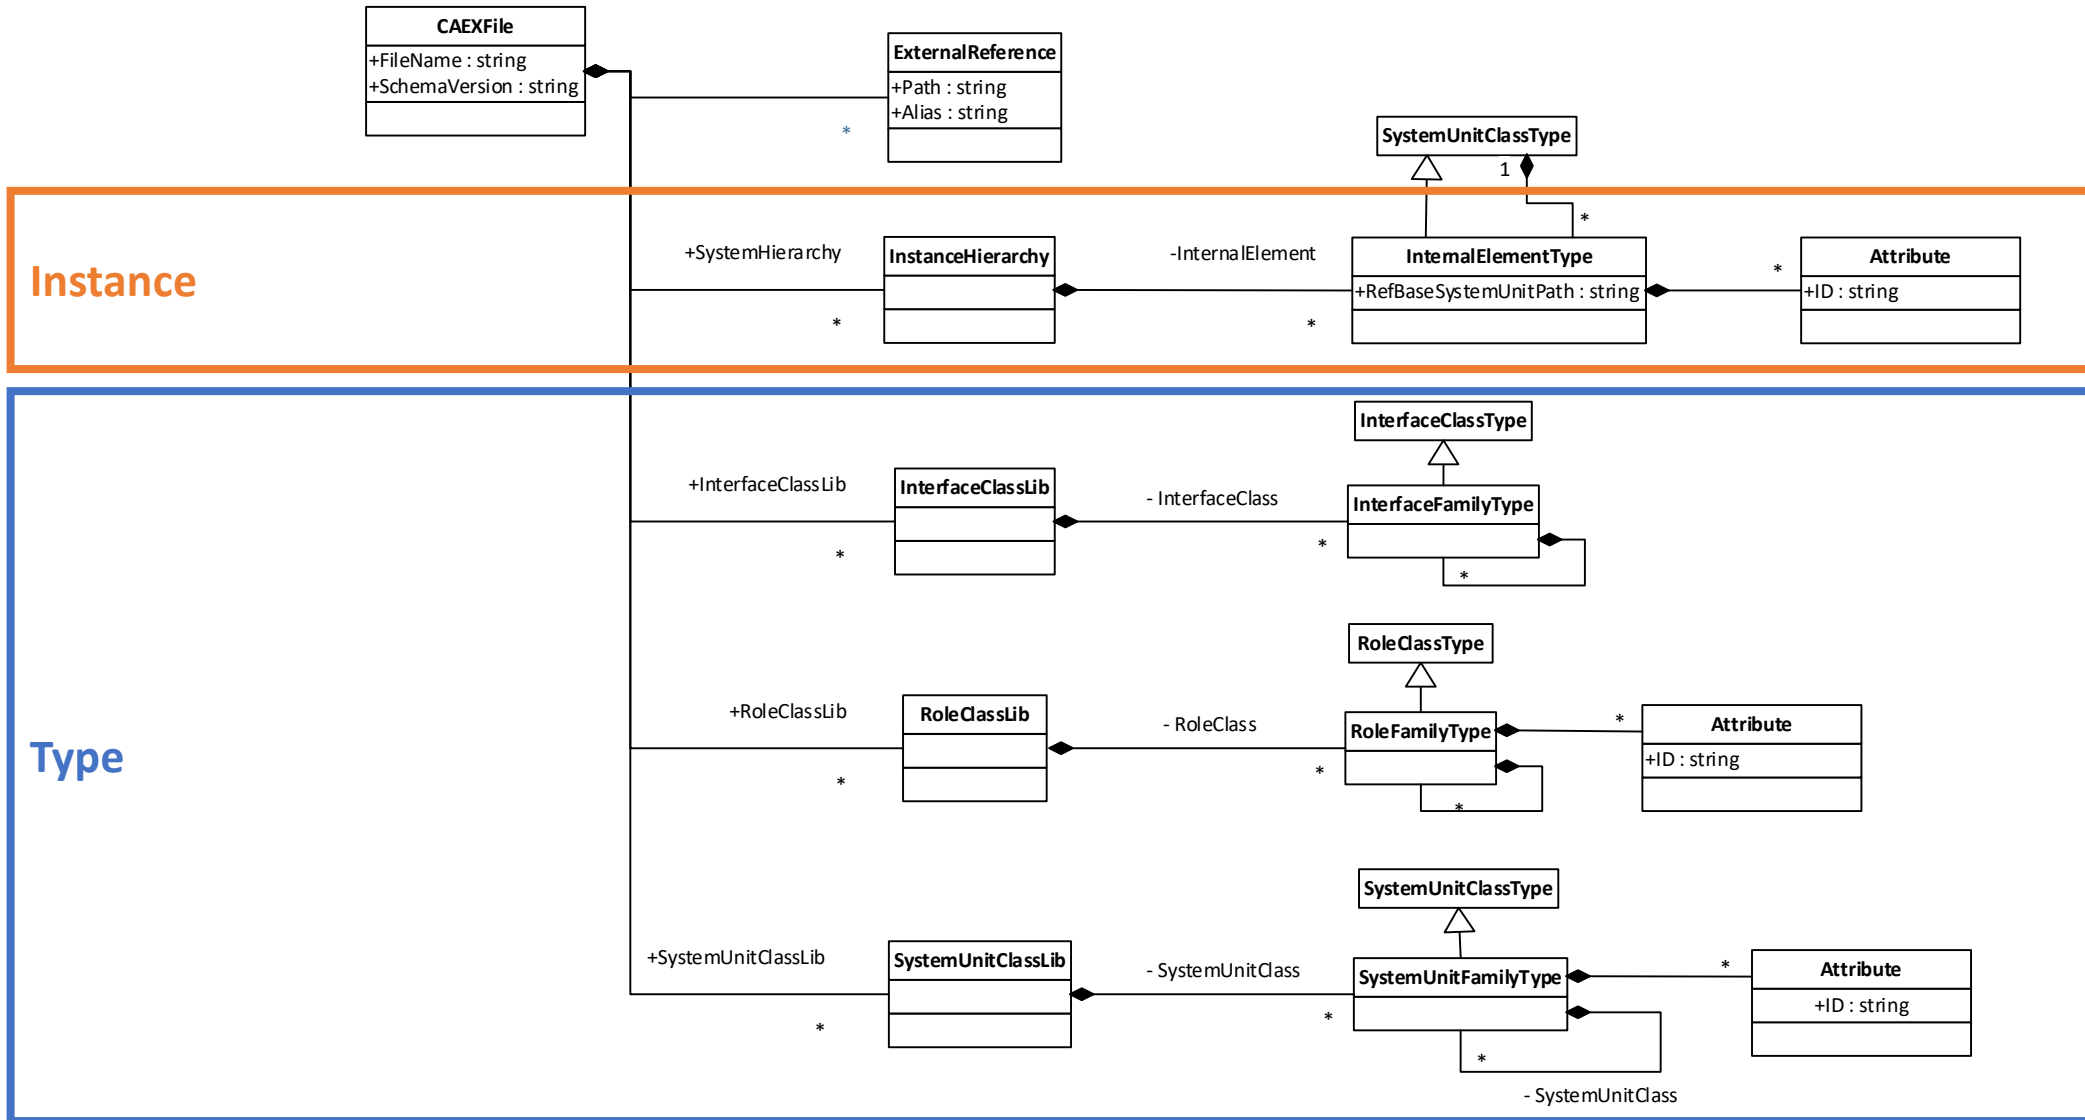 CAEXFile
+FileName : string
+SchemaVersion : string
ExternalReference
+Path : string
+Alias : string
*
SystemUnitClassType
1
*
Instance
+SystemHierarchy
*
InstanceHierarchy
-InternalElement
*
InternalElementType
+RefBaseSystemUnitPath : string
*
Attribute
+ID : string
Type
InterfaceClassType
+InterfaceClassLib
*
InterfaceClassLib
- InterfaceClass
*
InterfaceFamilyType
*
RoleClassType
+RoleClassLib
*
RoleClassLib
- RoleClass
*
RoleFamilyType
*
*
Attribute
+ID : string
SystemUnitClassType
+SystemUnitClassLib
*
SystemUnitClassLib
- SystemUnitClass
*
SystemUnitFamilyType
*
Attribute
+ID : string
*
- SystemUnitClass